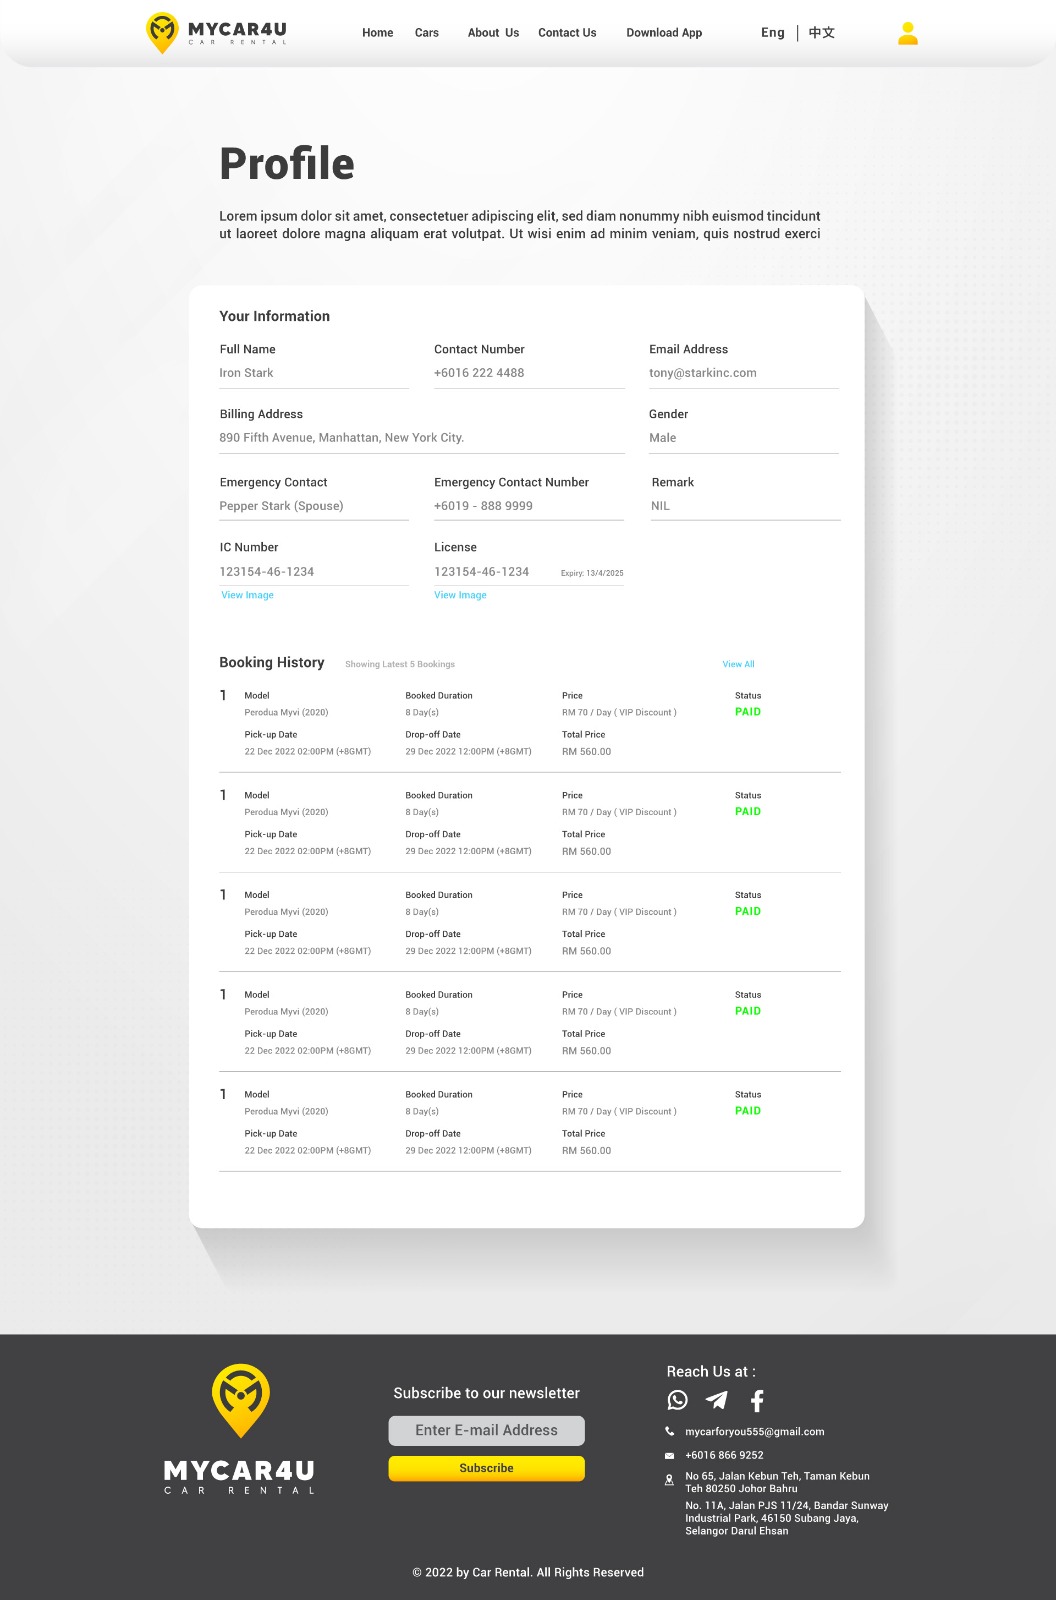 MYCAR4U
CAR RENTAL
Home Cars About Us Contact Us Download App Eng 中文
Profile
Lorem ipsum dolor sit amet, consectetuer adipiscing elit, sed diam nonummy nibh euismod tincidunt
ut laoreet dolore magna aliquam erat volutpat. Ut wisi enim ad minim veniam, quis nostrud exerci
Your Information
Full Name Contact Number Email Address
Iron Stark +6016 222 4488 tony@starkinc.com
Billing Address Gender
890 Fifth Avenue, Manhattan, New York City. Male
Emergency Contact Emergency Contact Number Remark
Pepper Stark (Spouse) +6019 - 888 9999 NIL
IC Number License
123154-46-1234 123154-46-1234 Expiry: 13/4/2025
View Image View Image
Booking History Showing Latest 5 Bookings View All
1 Model Booked Duration Price Status
Perodua Myvi (2020) 8 Day(s) RM 70 / Day ( VIP Discount ) PAID
Pick-up Date Drop-off Date Total Price
22 Dec 2022 02:00PM (+8GMT) 29 Dec 2022 12:00PM (+8GMT) RM 560.00
1 Model Booked Duration Price Status
Perodua Myvi (2020) 8 Day(s) RM 70 / Day ( VIP Discount ) PAID
Pick-up Date Drop-off Date Total Price
22 Dec 2022 02:00PM (+8GMT) 29 Dec 2022 12:00PM (+8GMT) RM 560.00
1 Model Booked Duration Price Status
Perodua Myvi (2020) 8 Day(s) RM 70 / Day ( VIP Discount ) PAID
Pick-up Date Drop-off Date Total Price
22 Dec 2022 02:00PM (+8GMT) 29 Dec 2022 12:00PM (+8GMT) RM 560.00
1 Model Booked Duration Price Status
Perodua Myvi (2020) 8 Day(s) RM 70 / Day ( VIP Discount ) PAID
Pick-up Date Drop-off Date Total Price
22 Dec 2022 02:00PM (+8GMT) 29 Dec 2022 12:00PM (+8GMT) RM 560.00
1 Model Booked Duration Price Status
Perodua Myvi (2020) 8 Day(s) RM 70 / Day ( VIP Discount ) PAID
Pick-up Date Drop-off Date Total Price
22 Dec 2022 02:00PM (+8GMT) 29 Dec 2022 12:00PM (+8GMT) RM 560.00
MYCAR4U
CAR RENTAL
Subscribe to our newsletter
Enter E-mail Address
Subscribe
Reach Us at :
mycarforyou555@gmail.com
+6016 866 9252
No 65, Jalan Kebun Teh, Taman Kebun
Teh 80250 Johor Bahru
No. 11A, Jalan PJS 11/24, Bandar Sunway
Industrial Park, 46150 Subang Jaya,
Selangor Darul Ehsan
© 2022 by Car Rental. All Rights Reserved